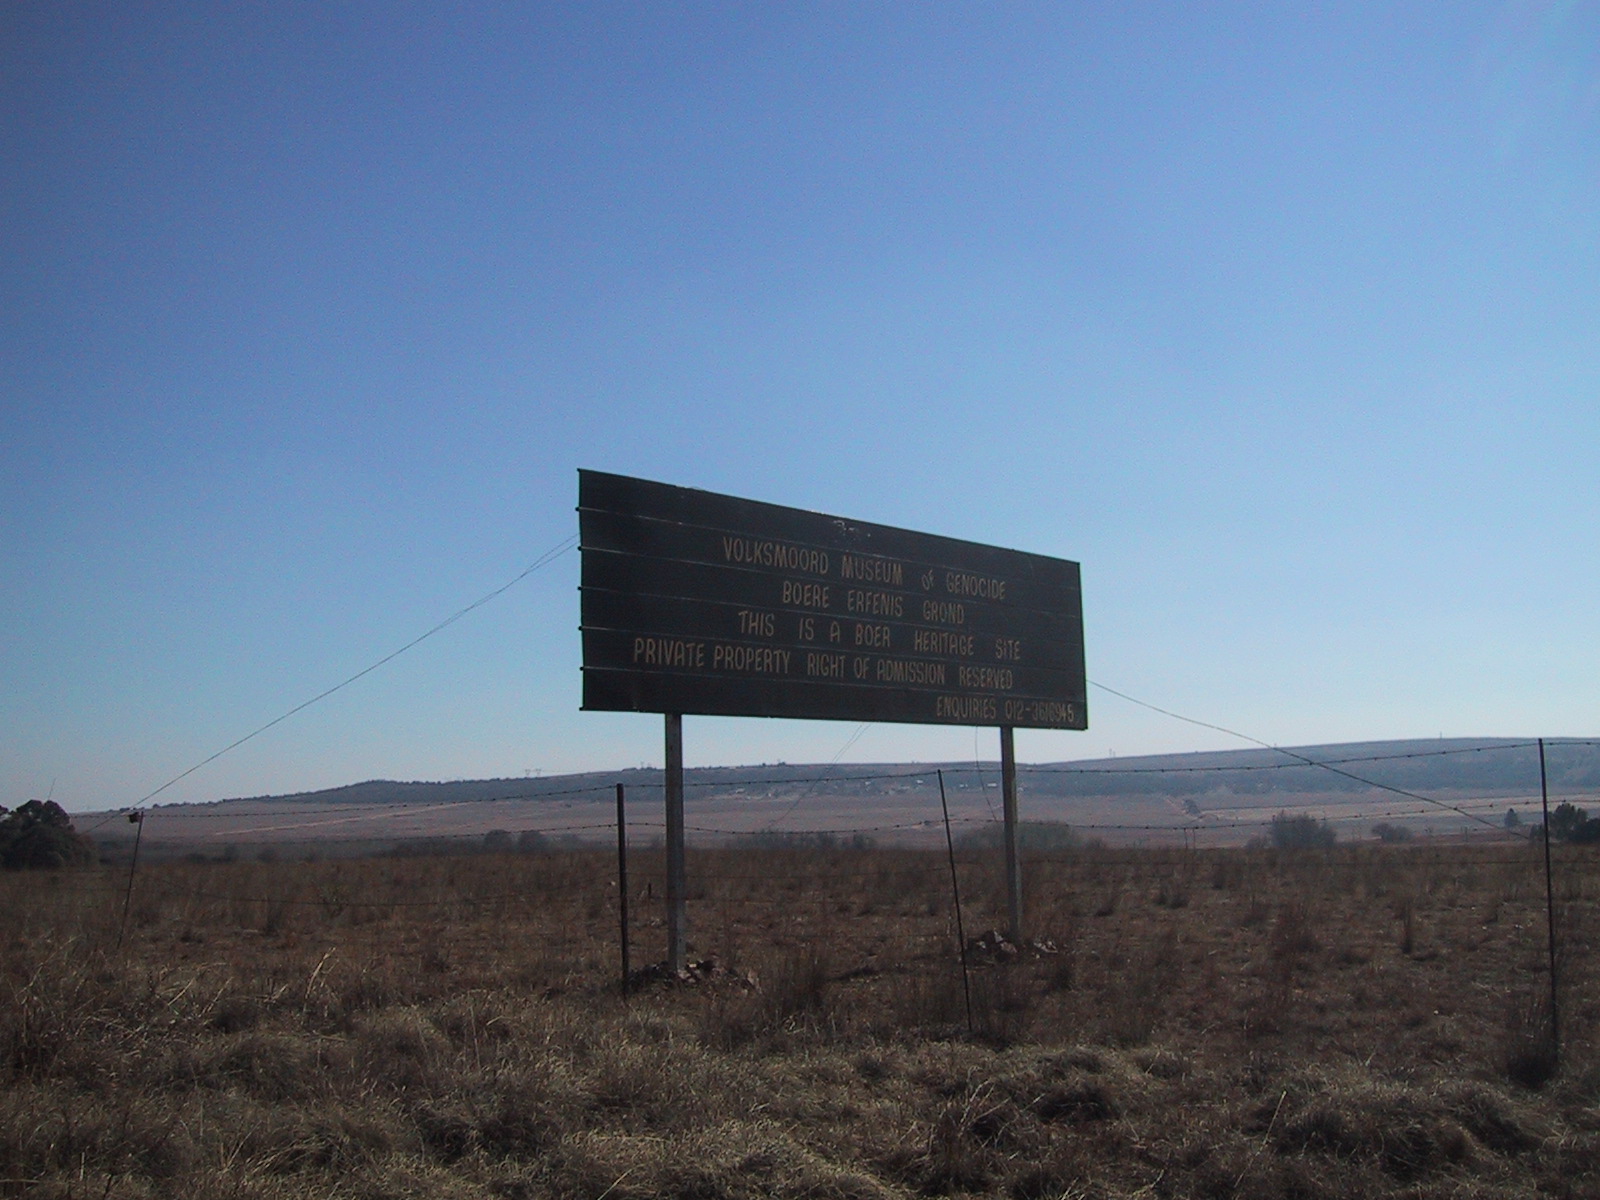 VOLKSMOORD MUSEUM of GENOCIDE
BOERE ERFENIS GROND
THIS IS A BOER HERITAGE SITE
PRIVATE PROPERTY RIGHT OF ADMISSION RESERVED
ENQUIRIES